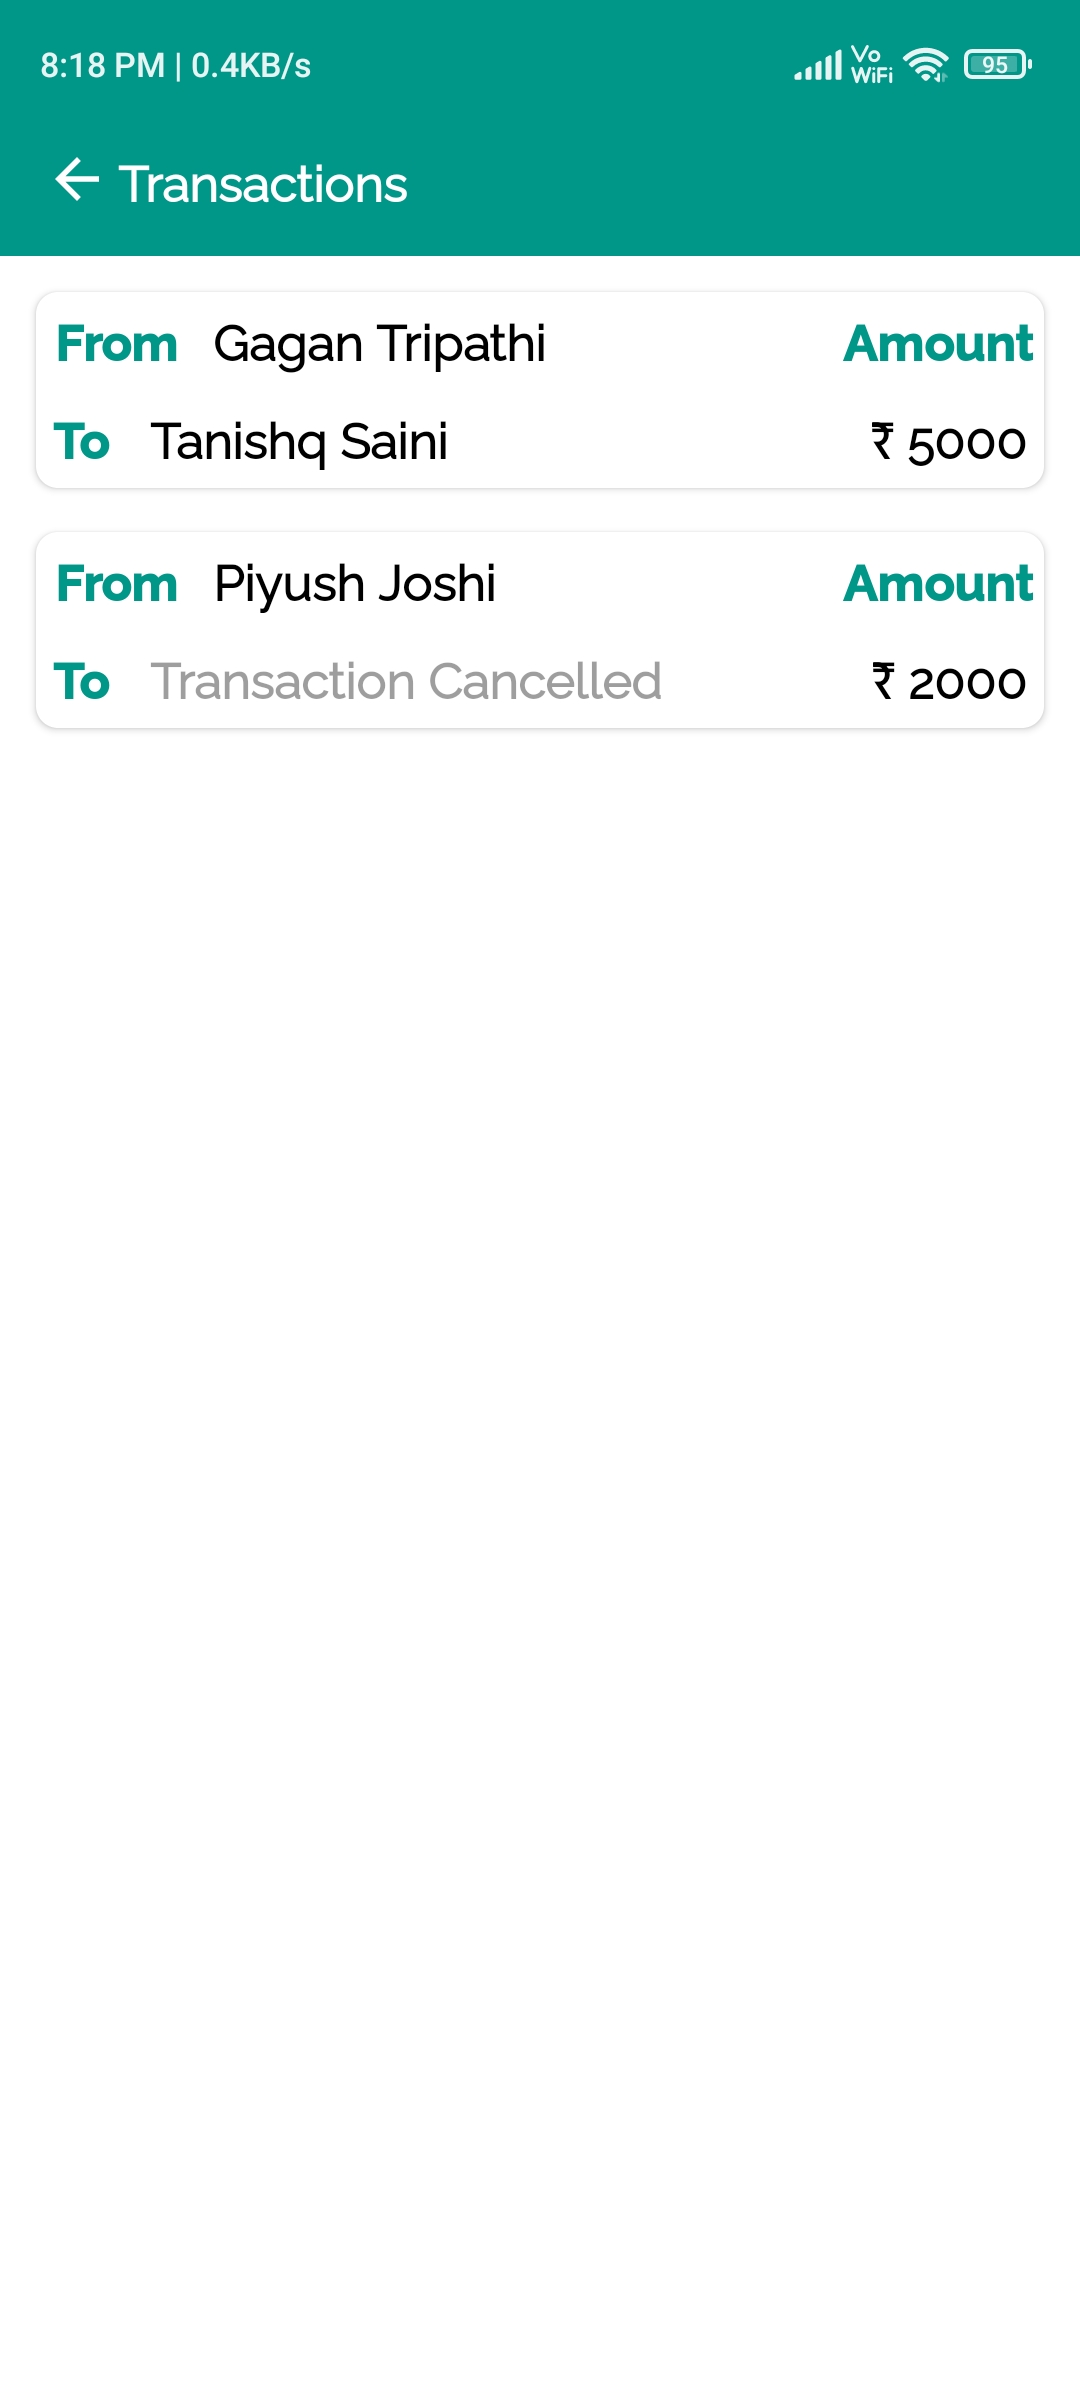 8:18 PM | 0.4KB/s Vo WiFi 95
Transactions
From Gagan Tripathi Amount
To Tanishq Saini ₹ 5000
From Piyush Joshi Amount
To Transaction Cancelled ₹ 2000